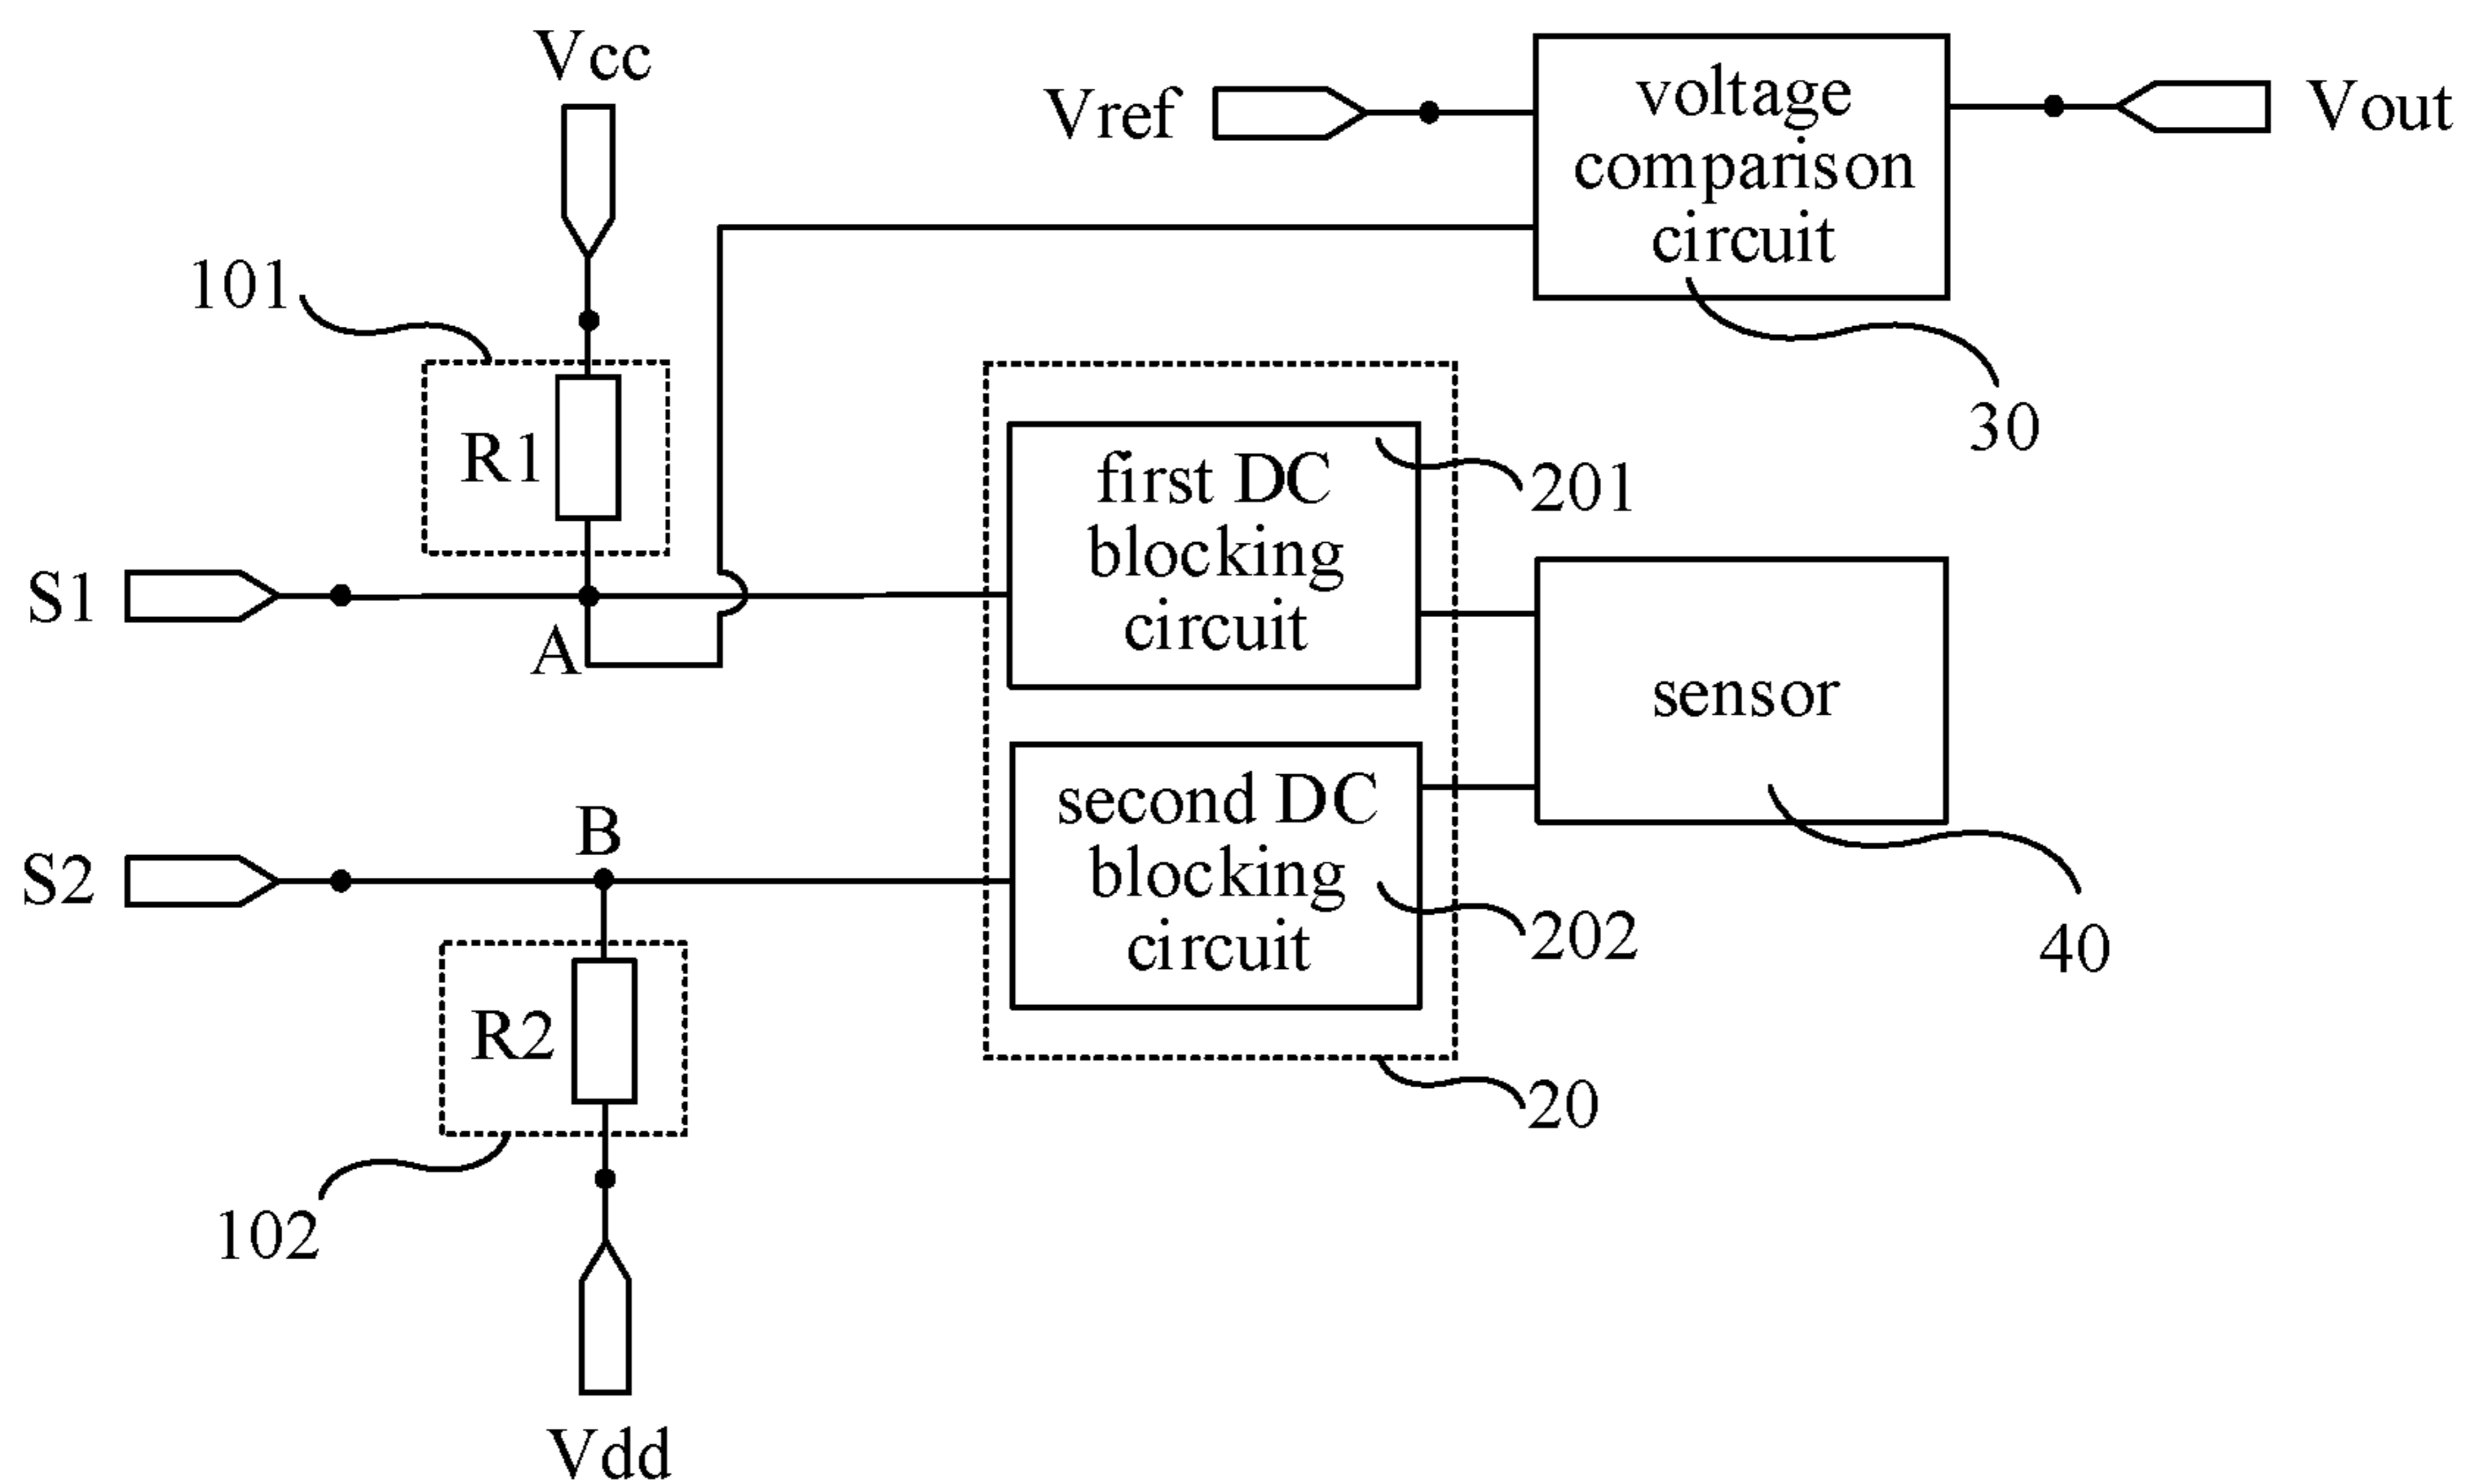 Vcc
Vref
voltage
comparison
circuit
Vout
101
30
R1
first DC
blocking
circuit
201
S1
A
sensor
B
second DC
blocking
circuit
S2
202
40
R2
20
102
Vdd